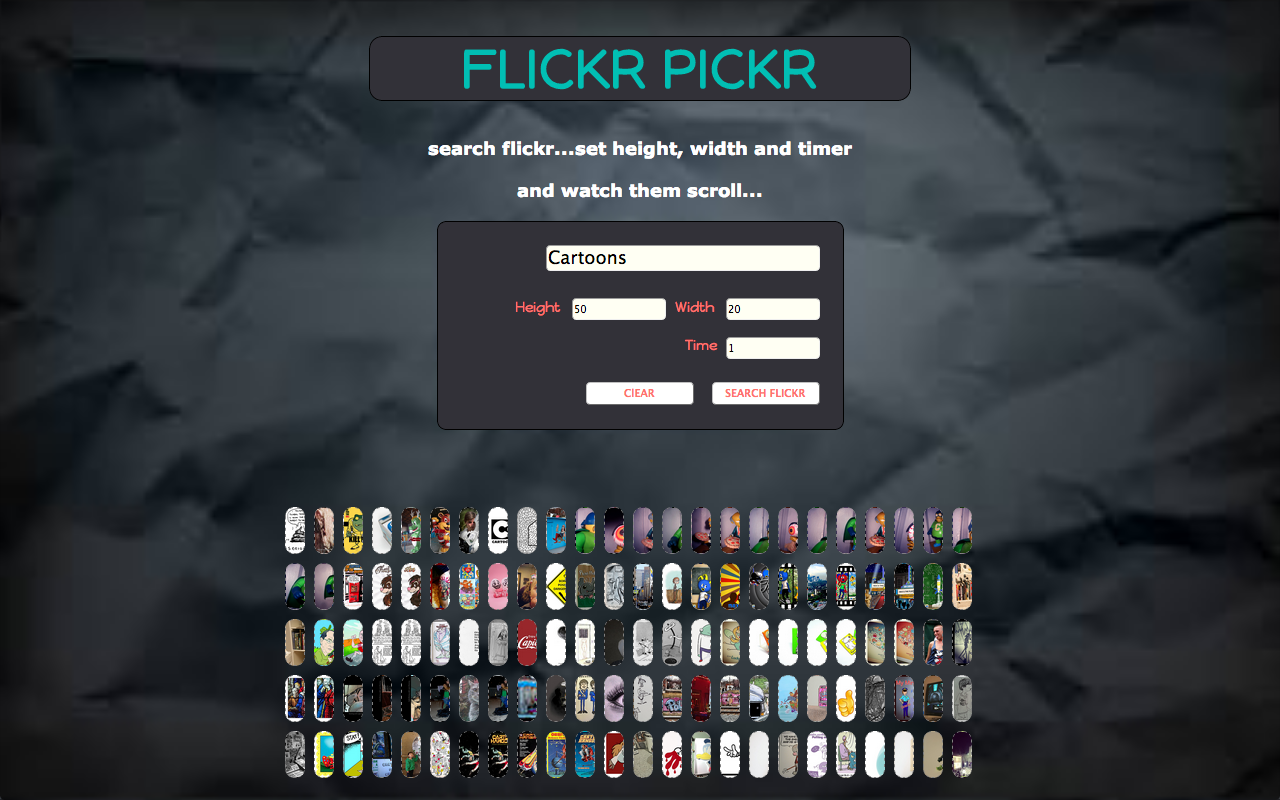 FLICKR PICKR
search flickr...set height, width and timer
and watch them scroll...
Cartoons
Height 50 Width 20
Time 1
ClEAR SEARCH FLICKR